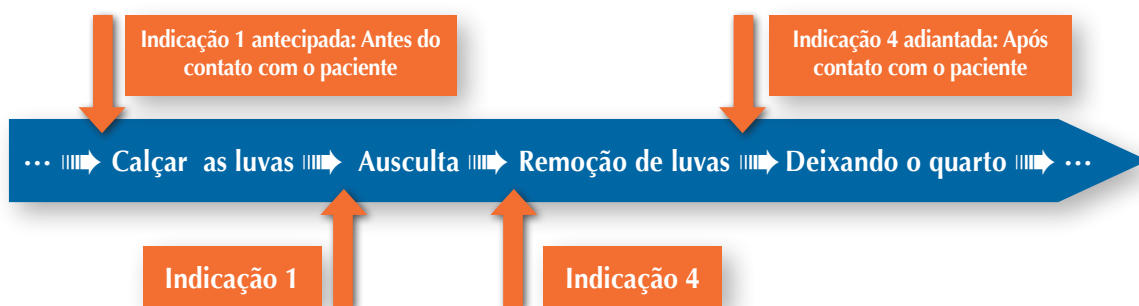 Indicação 1 antecipada: Antes do
contato com o paciente
Indicação 4 adiantada: Após
contato com o paciente
... Calçar as luvas Ausculta Remoção de luvas Deixando o quarto ...
Indicação 1
Indicação 4